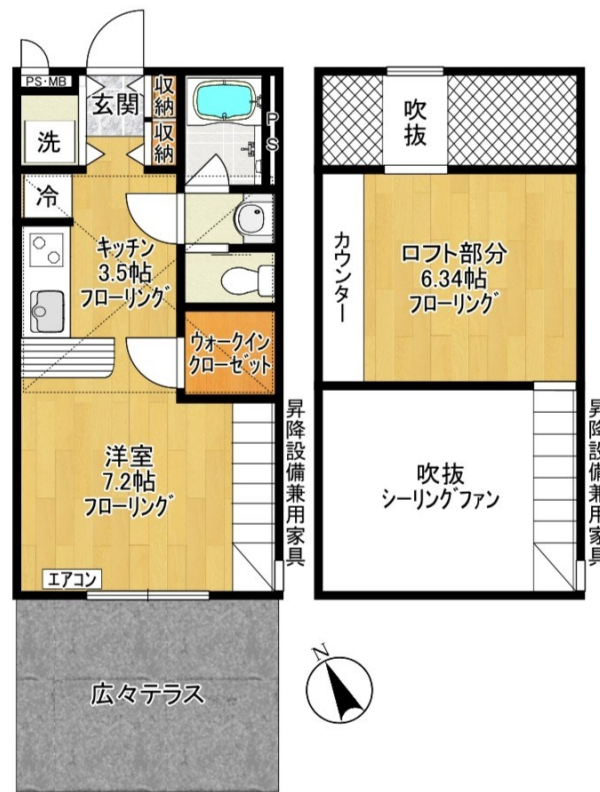 PS・MB
玄関
収納
収納
洗
PS
冷
キッチン
3.5帖
フローリング
ウォークイン
クローゼット
洋室
7.2帖
フローリング
エアコン
昇降設備兼用家具
広々テラス
吹抜
カウンター
ロフト部分
6.34帖
フローリング
吹抜
シーリングファン
昇降設備兼用家具
N